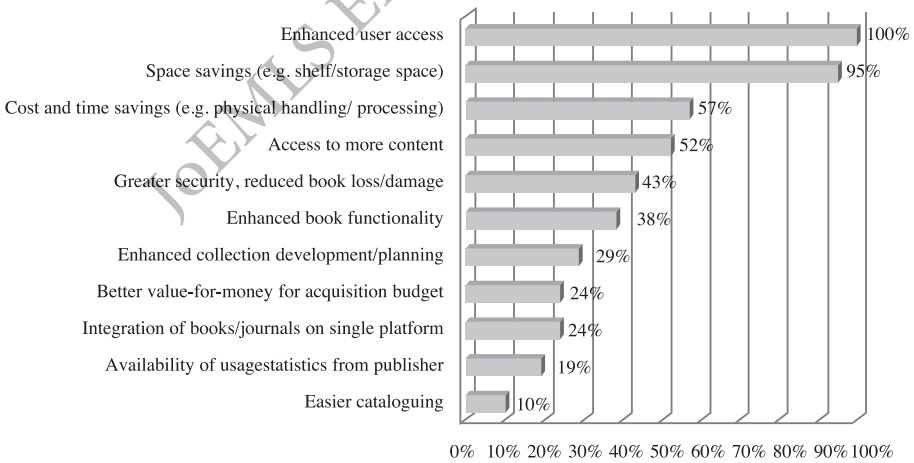 JoEMLS E
Enhanced user access 100%
Space savings (e.g. shelf/storage space) 95%
Cost and time savings (e.g. physical handling/ processing) 57%
Access to more content 52%
Greater security, reduced book loss/damage 43%
Enhanced book functionality 38%
Enhanced collection development/planning 29%
Better value-for-money for acquisition budget 24%
Integration of books/journals on single platform 24%
Availability of usagestatistics from publisher 19%
Easier cataloguing 10%
0% 10% 20% 30% 40% 50% 60% 70% 80% 90% 100%